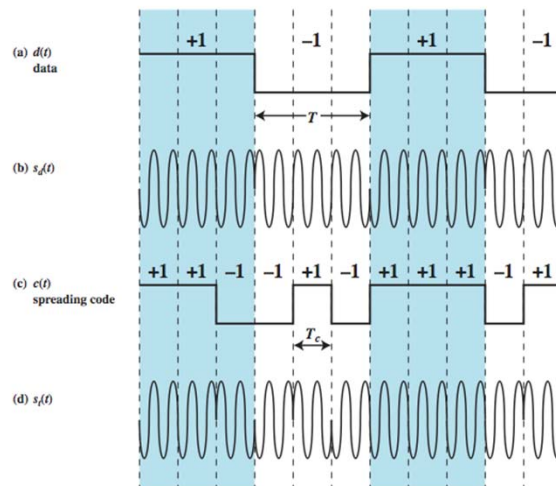 +1 −1 +1 −1
(a) d(t)
data
T
(b) s_d(t)
+1 +1 −1 −1 +1 −1 +1 +1 +1 −1 +1
(c) c(t)
spreading code
T_c
(d) s_t(t)